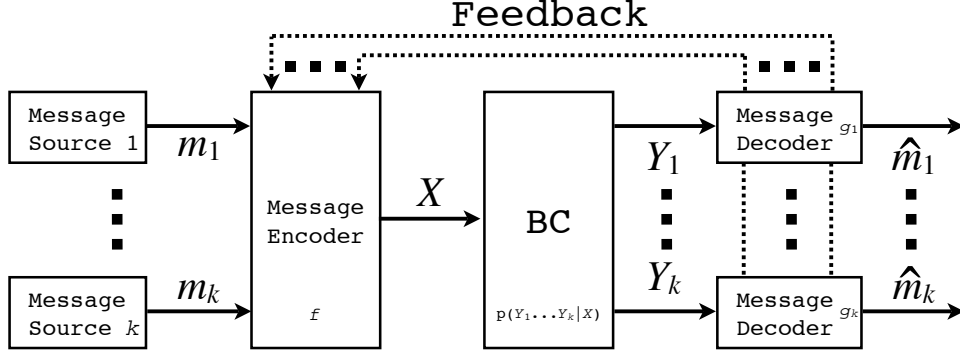 Feedback
Message
Source 1
m₁
Message
Encoder
f
X
BC
p(Y₁...Yₖ|X)
Y₁
Message
Decoder g₁
m̂₁
Message
Source k
mₖ
Yₖ
Message
Decoder gₖ
m̂ₖ